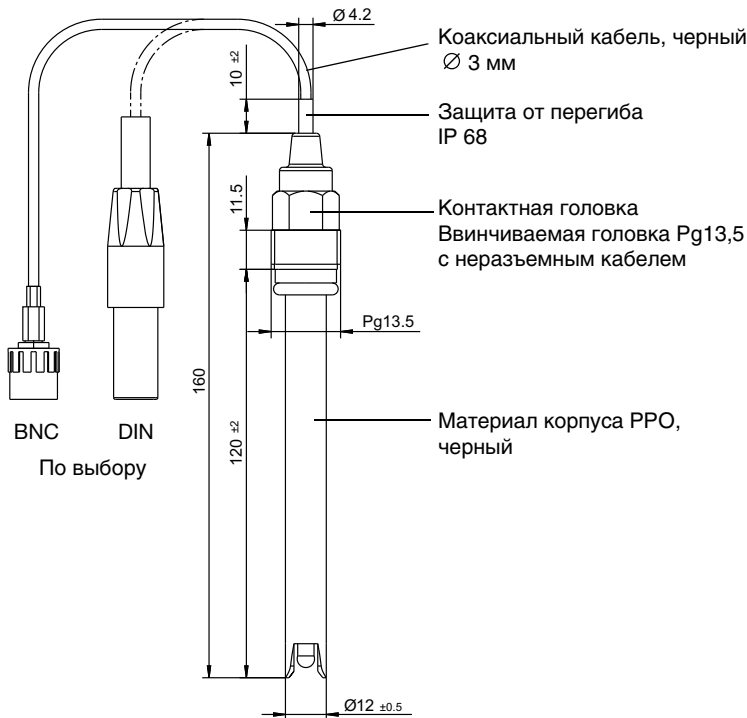 Ø 4.2
Коаксиальный кабель, черный
∅ 3 мм
10 ±2
Защита от перегиба
IP 68
11.5
Контактная головка
Ввинчиваемая головка Pg13,5
с неразъемным кабелем
Pg13.5
160
120 ±2
Материал корпуса PPO,
черный
BNC DIN
По выбору
Ø12 ±0.5